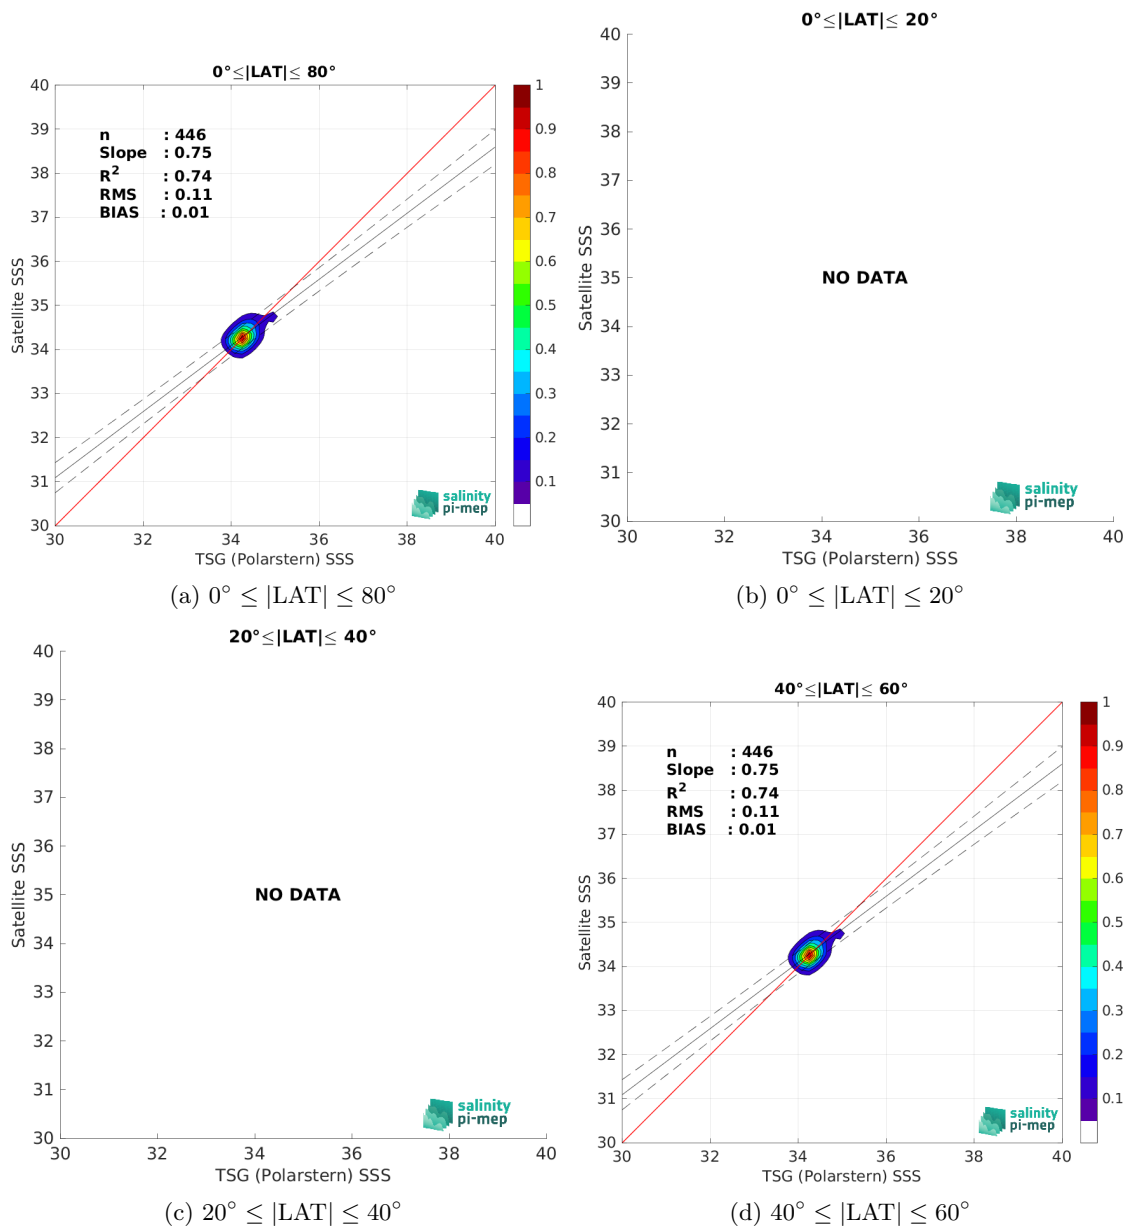 0°≤|LAT|≤ 80°
40
39
38
37
36
35
34
33
32
31
30
Satellite SSS
n : 446
Slope : 0.75
R² : 0.74
RMS : 0.11
BIAS : 0.01
salinity
pi-mep
30 32 34 36 38 40
TSG (Polarstern) SSS
1
0.9
0.8
0.7
0.6
0.5
0.4
0.3
0.2
0.1
(a) 0° ≤ |LAT| ≤ 80°
0°≤|LAT|≤ 20°
40
39
38
37
36
35
34
33
32
31
30
Satellite SSS
NO DATA
salinity
pi-mep
30 32 34 36 38 40
TSG (Polarstern) SSS
(b) 0° ≤ |LAT| ≤ 20°
20°≤|LAT|≤ 40°
40
39
38
37
36
35
34
33
32
31
30
Satellite SSS
NO DATA
salinity
pi-mep
30 32 34 36 38 40
TSG (Polarstern) SSS
(c) 20° ≤ |LAT| ≤ 40°
40°≤|LAT|≤ 60°
40
39
38
37
36
35
34
33
32
31
30
Satellite SSS
n : 446
Slope : 0.75
R² : 0.74
RMS : 0.11
BIAS : 0.01
salinity
pi-mep
30 32 34 36 38 40
TSG (Polarstern) SSS
1
0.9
0.8
0.7
0.6
0.5
0.4
0.3
0.2
0.1
(d) 40° ≤ |LAT| ≤ 60°